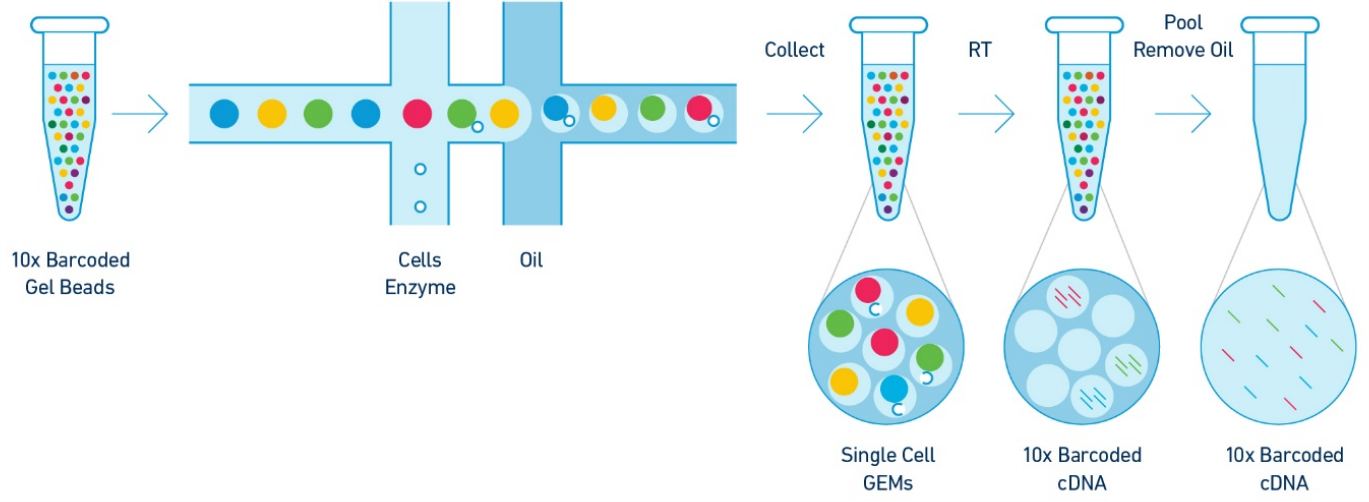 Collect
RT
Pool
Remove Oil
10x Barcoded
Gel Beads
Cells
Enzyme
Oil
Single Cell
GEMs
10x Barcoded
cDNA
10x Barcoded
cDNA